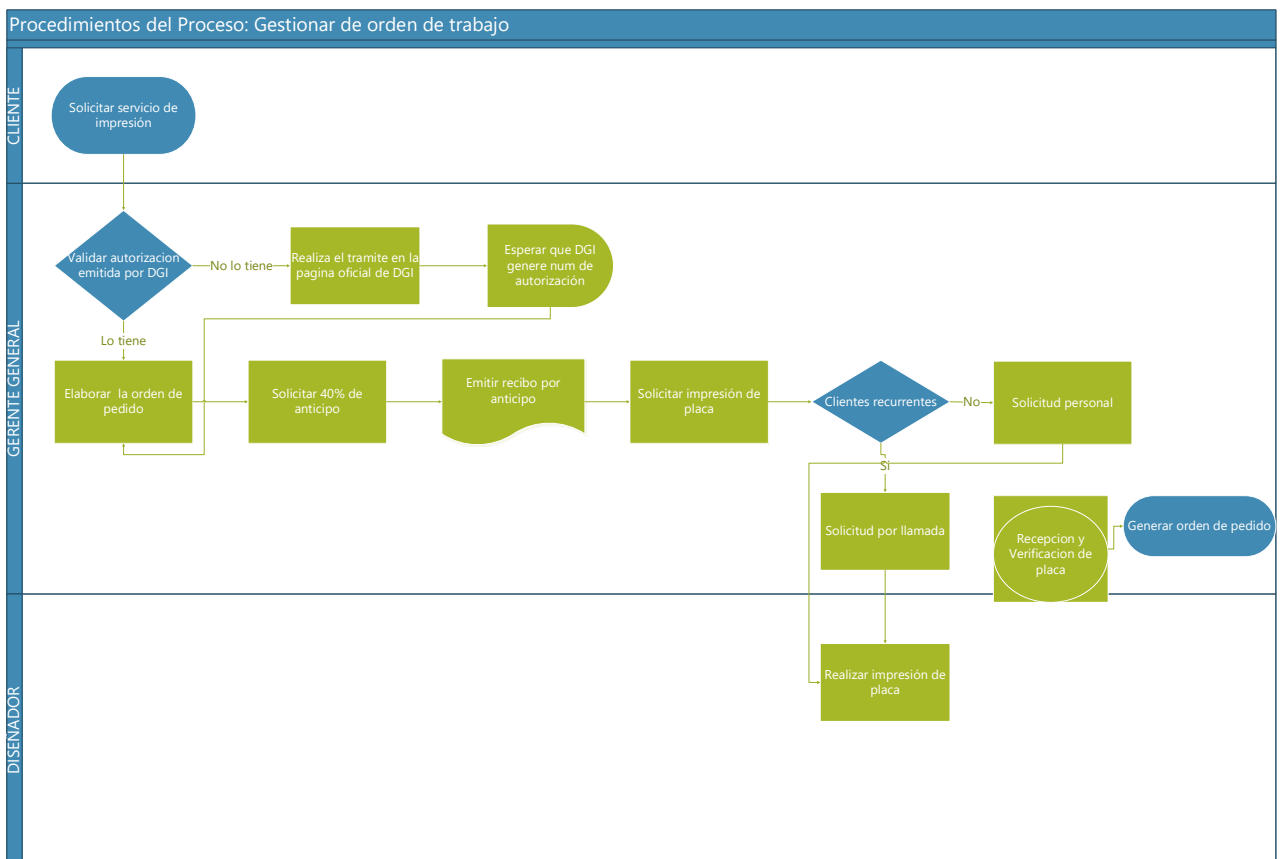 Procedimientos del Proceso: Gestionar de orden de trabajo
CLIENTE
Solicitar servicio de
impresión
GERENTE GENERAL
Validar autorizacion
emitida por DGI
No lo tiene
Realiza el tramite en la
pagina oficial de DGI
Esperar que DGI
genere num de
autorización
Lo tiene
Elaborar la orden de
pedido
Solicitar 40% de
anticipo
Emitir recibo por
anticipo
Solicitar impresión de
placa
Clientes recurrentes
No
Solicitud personal
Si
Solicitud por llamada
Recepcion y
Verificacion de
placa
Generar orden de pedido
DISENADOR
Realizar impresión de
placa